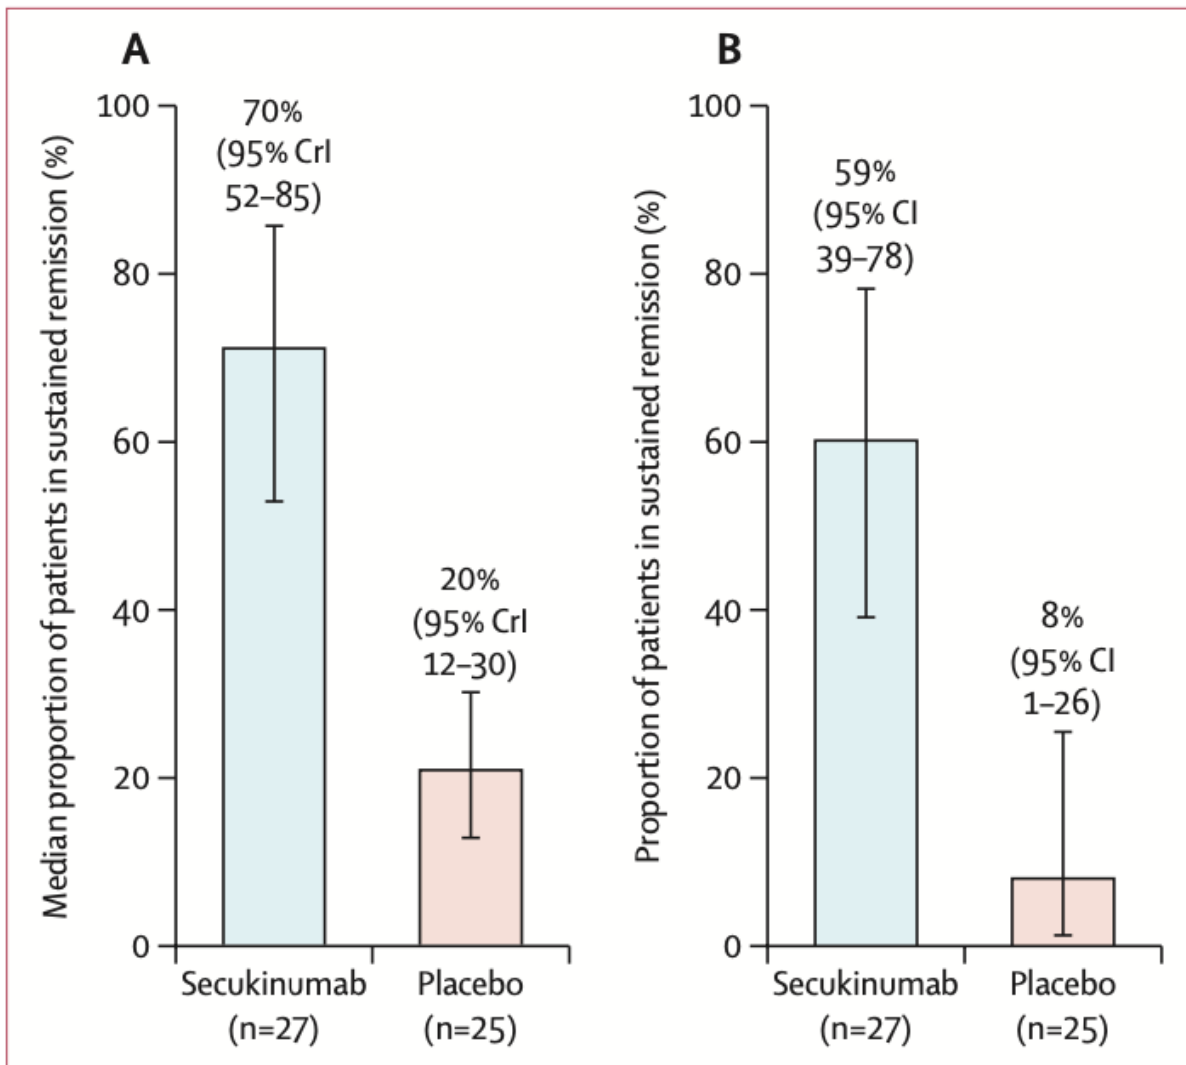 A
Median proportion of patients in sustained remission (%)
100
80
60
40
20
0
70%
(95% CrI
52–85)
20%
(95% CrI
12–30)
Secukinumab
(n=27)
Placebo
(n=25)
B
Proportion of patients in sustained remission (%)
100
80
60
40
20
0
59%
(95% CI
39–78)
8%
(95% CI
1–26)
Secukinumab
(n=27)
Placebo
(n=25)